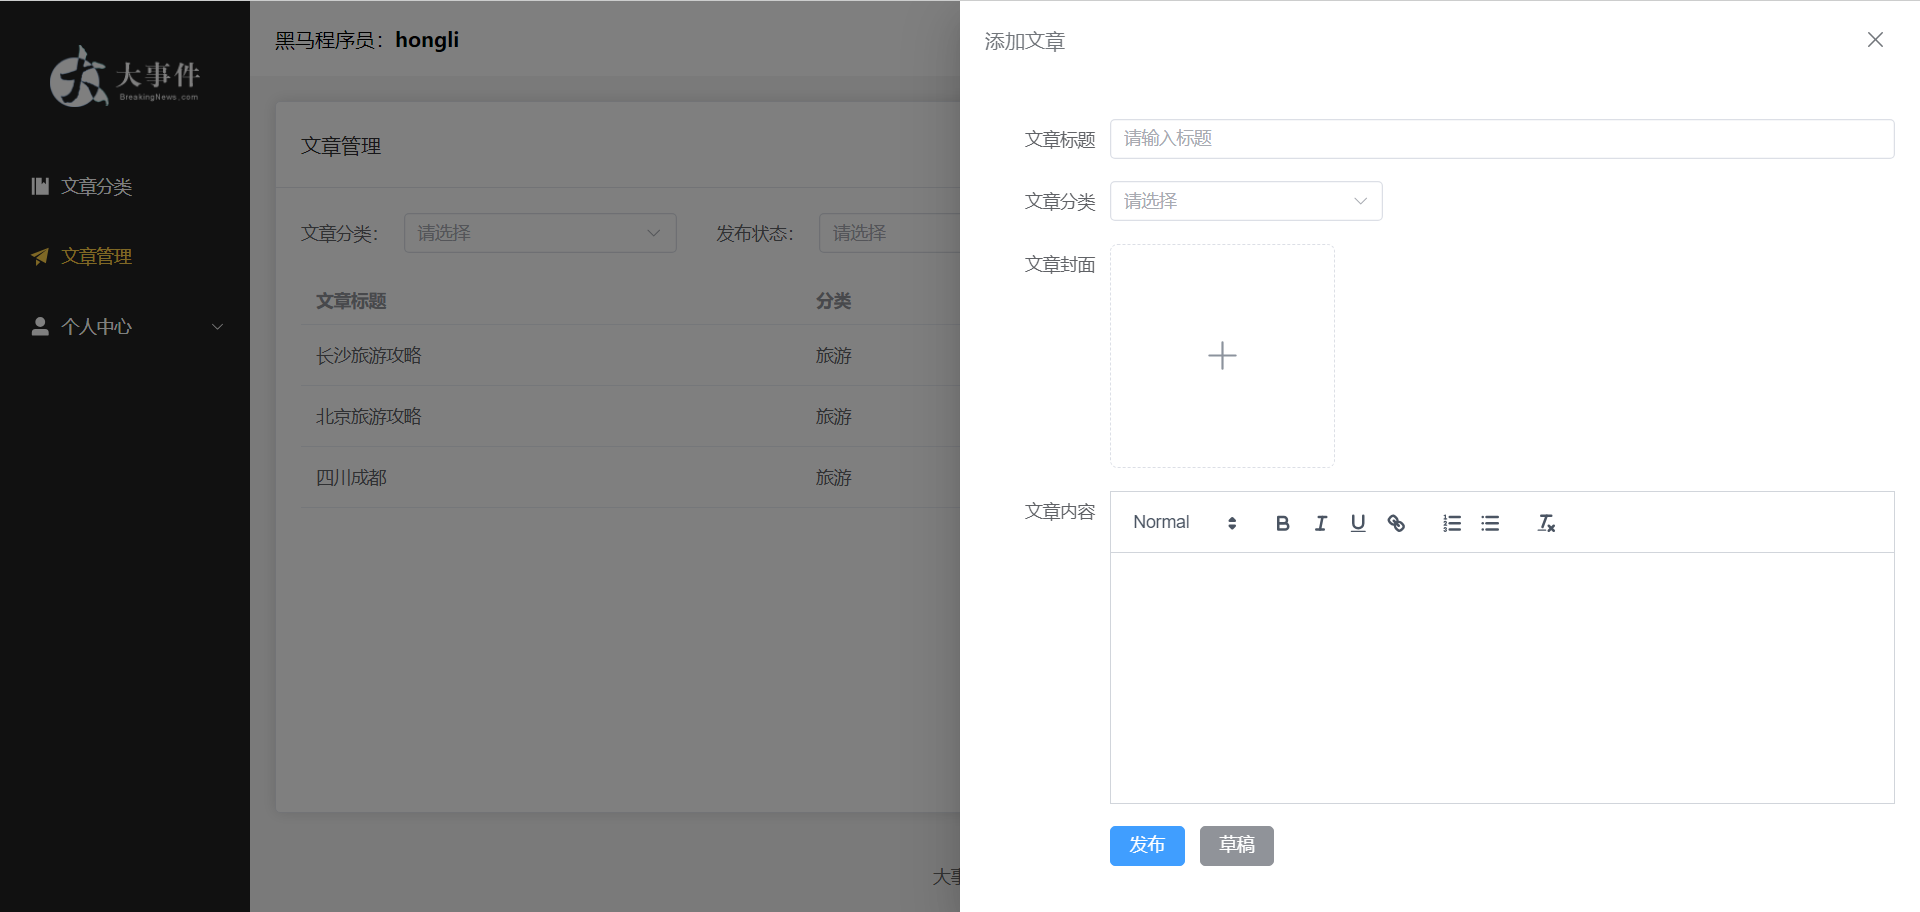 大事件
BreakingNews.com
文章分类
文章管理
个人中心
黑马程序员：hongli
文章管理
文章分类： 请选择 发布状态： 请选择
文章标题 分类
长沙旅游攻略 旅游
北京旅游攻略 旅游
四川成都 旅游
大事
添加文章
文章标题 请输入标题
文章分类 请选择
文章封面
文章内容 Normal
发布 草稿